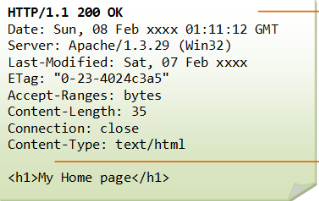 HTTP/1.1 200 OK
Date: Sun, 08 Feb xxxx 01:11:12 GMT
Server: Apache/1.3.29 (Win32)
Last-Modified: Sat, 07 Feb xxxx
ETag: "0-23-4024c3a5"
Accept-Ranges: bytes
Content-Length: 35
Connection: close
Content-Type: text/html
<h1>My Home page</h1>